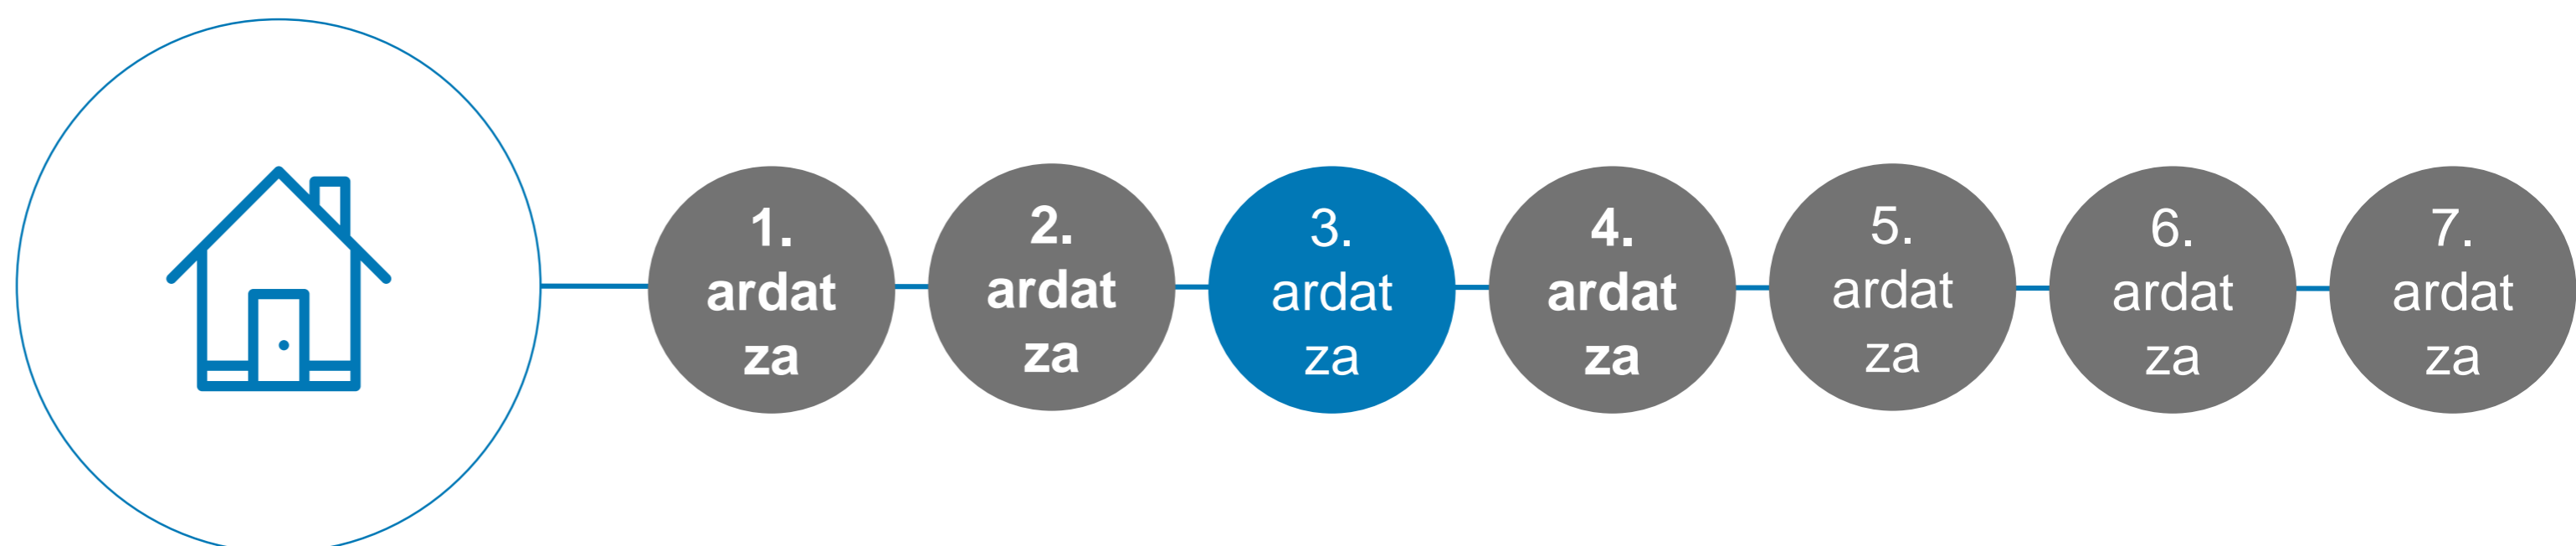 1.
ardat
za
2.
ardat
za
3.
ardat
za
4.
ardat
za
5.
ardat
za
6.
ardat
za
7.
ardat
za